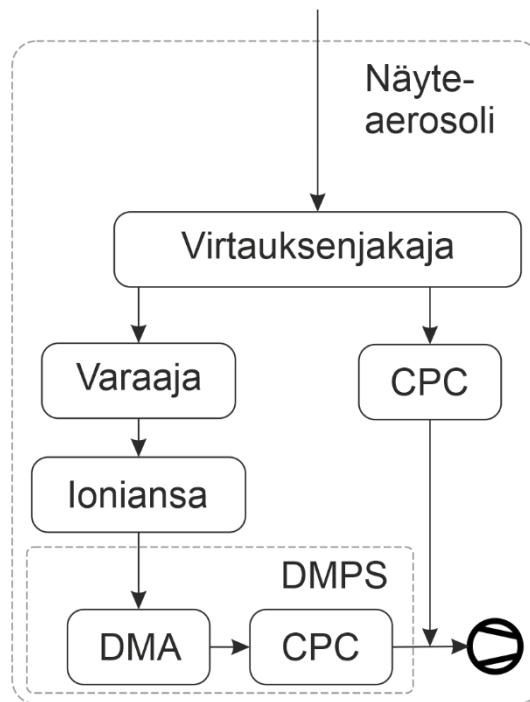 Näyte-
aerosoli
Virtauksenjakaja
Varaaja
CPC
Ioniansa
DMPS
DMA
CPC